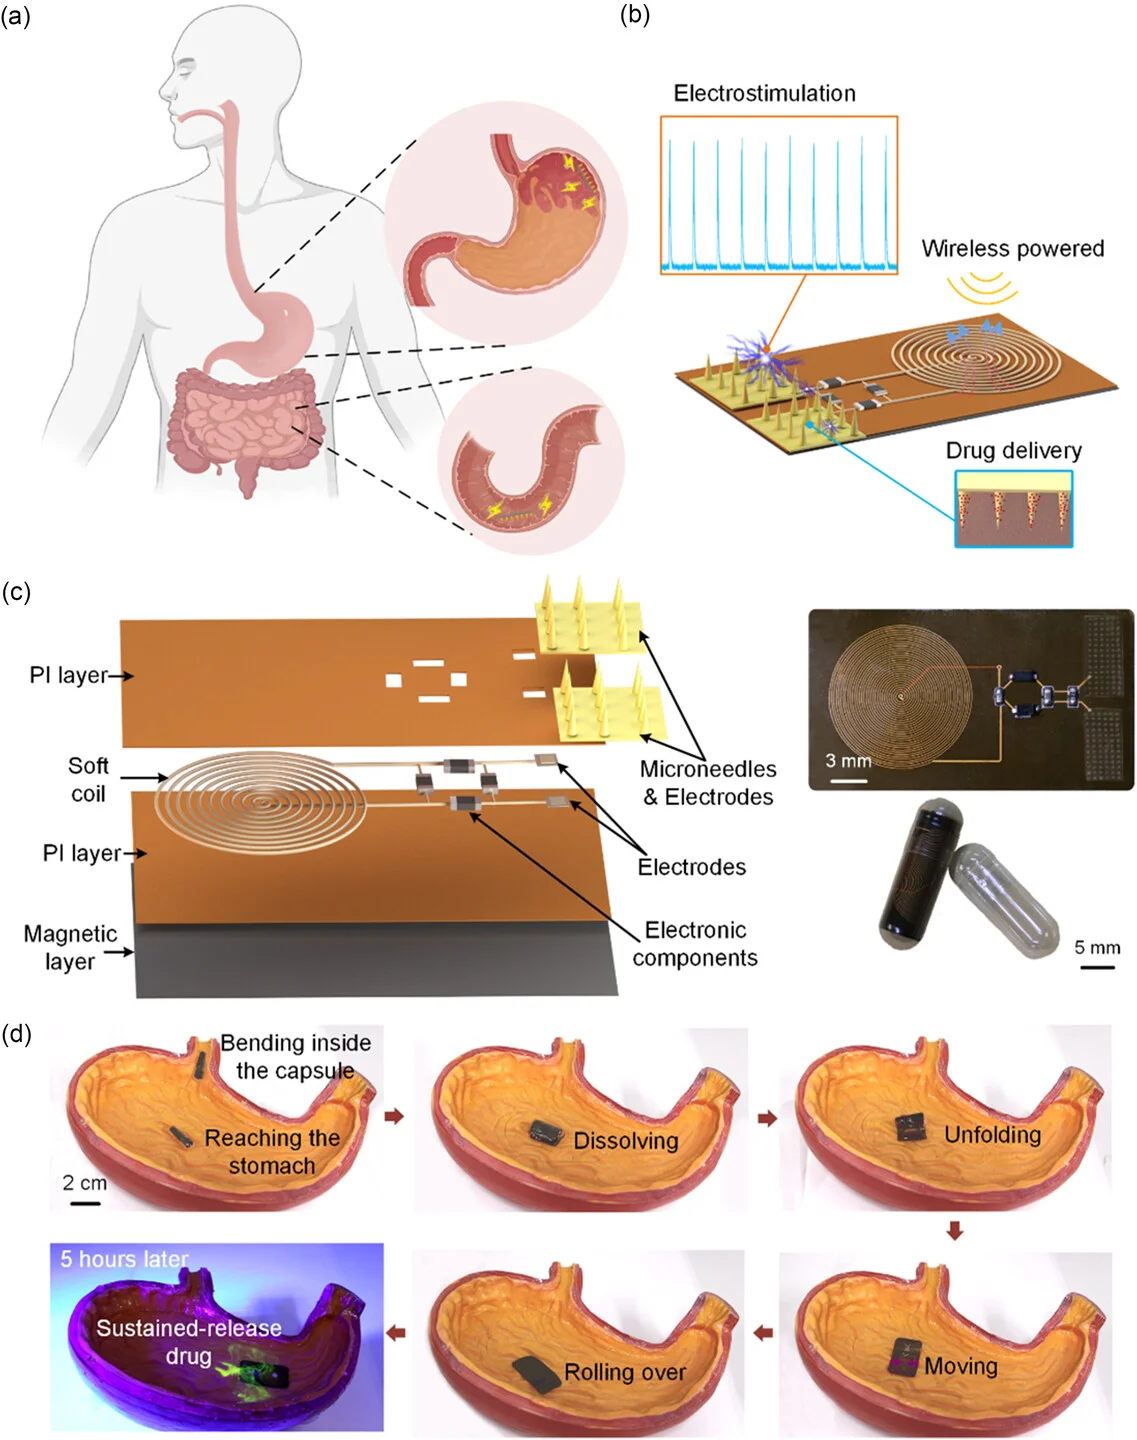 (a)
(b)
Electrostimulation
Wireless powered
Drug delivery
(c)
PI layer
Soft
coil
PI layer
Magnetic
layer
Microneedles
& Electrodes
Electrodes
Electronic
components
3 mm
5 mm
(d)
Bending inside
the capsule
Reaching the
stomach
2 cm
Dissolving
Unfolding
5 hours later
Sustained-release
drug
Rolling over
Moving